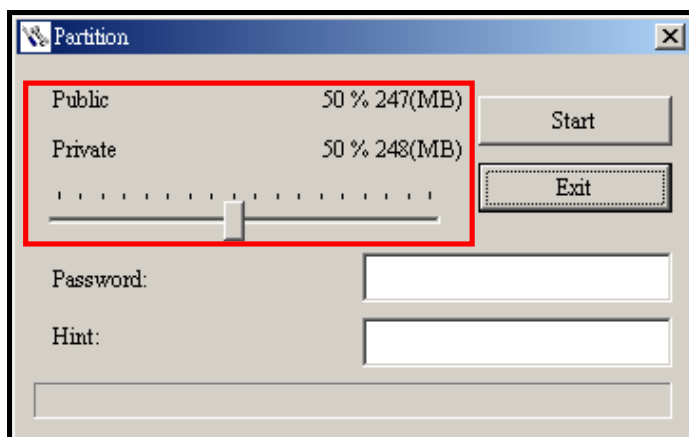 Partition
Public 50 % 247(MB)
Private 50 % 248(MB)
Start
Exit
Password:
Hint: